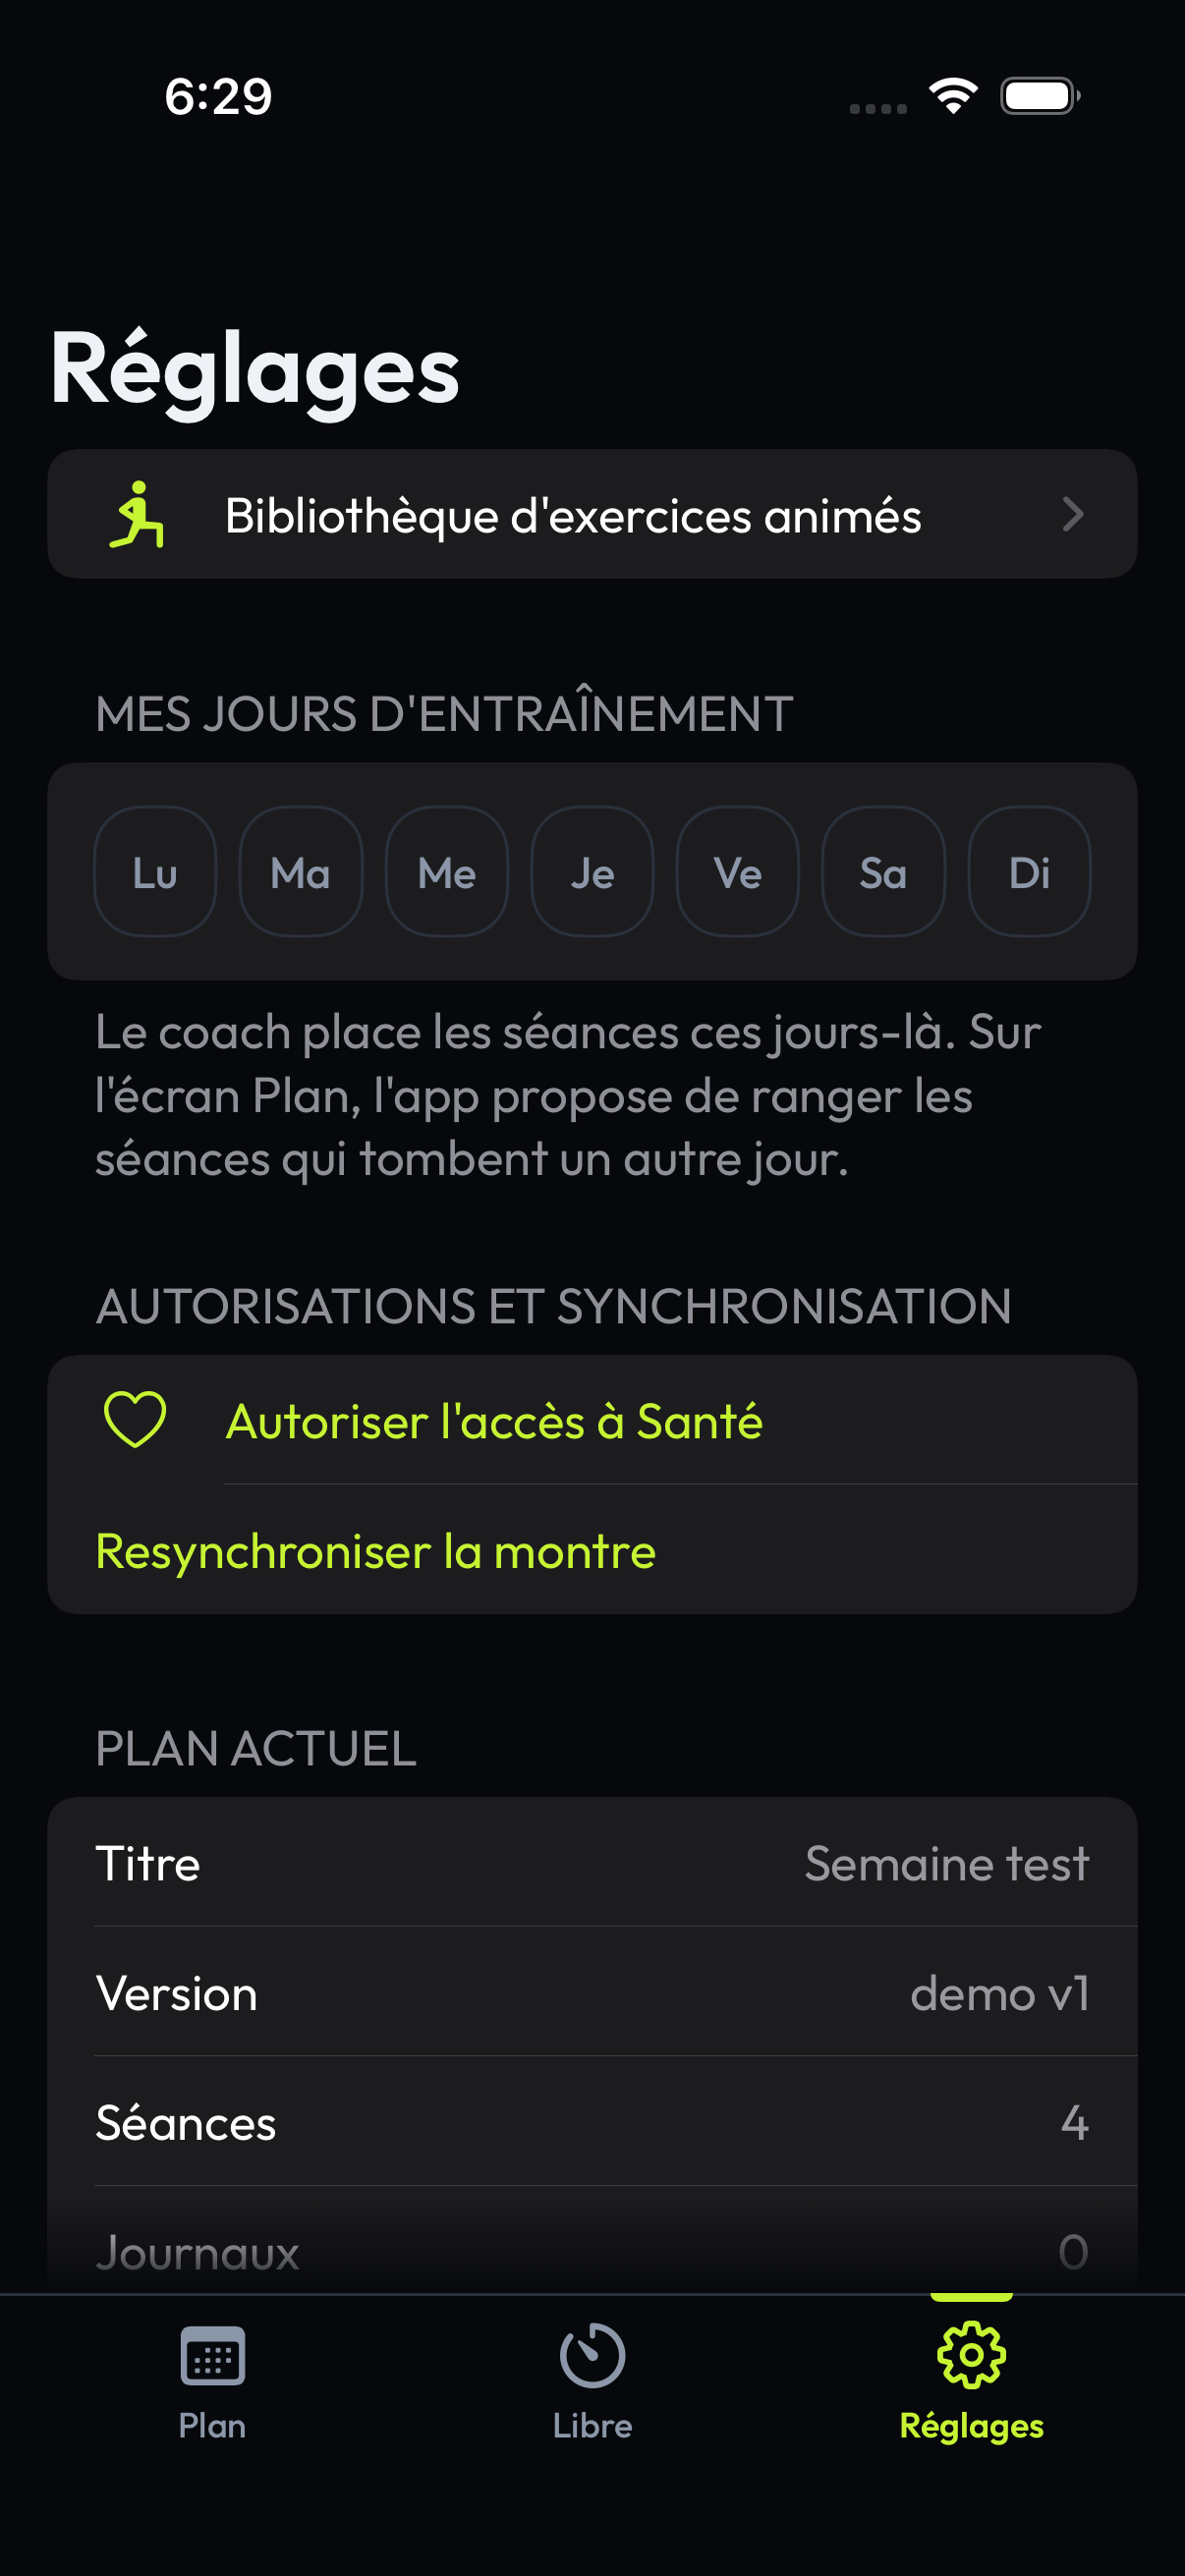 6:29
Réglages
Bibliothèque d'exercices animés
MES JOURS D'ENTRAÎNEMENT
Lu Ma Me Je Ve Sa Di
Le coach place les séances ces jours-là. Sur
l'écran Plan, l'app propose de ranger les
séances qui tombent un autre jour.
AUTORISATIONS ET SYNCHRONISATION
Autoriser l'accès à Santé
Resynchroniser la montre
PLAN ACTUEL
Titre Semaine test
Version demo v1
Séances 4
Journaux 0
Plan Libre Réglages